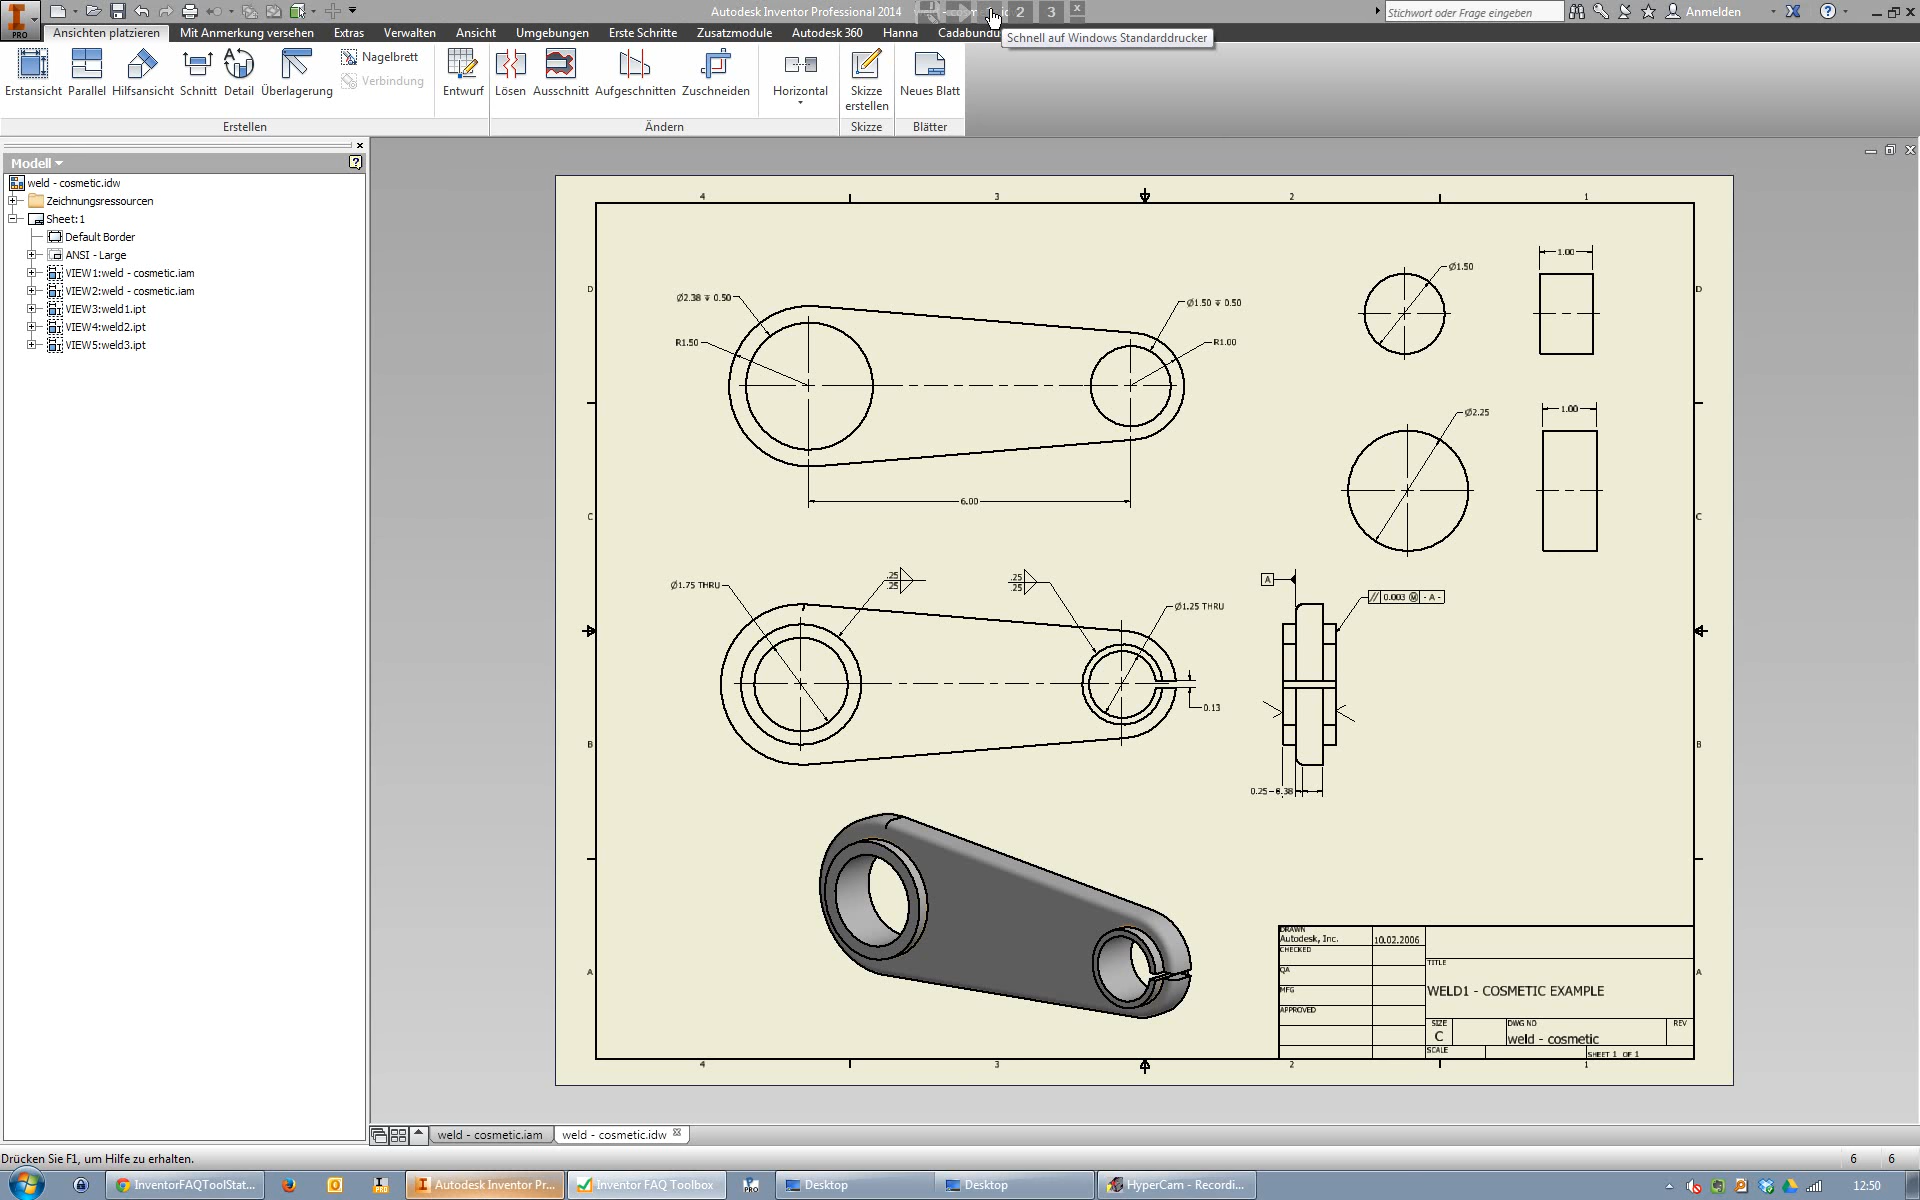 Autodesk Inventor Professional 2014
2
3
x
Stichwort oder Frage eingeben
Anmelden
PRO
Ansichten platzieren
Mit Anmerkung versehen
Extras
Verwalten
Ansicht
Umgebungen
Erste Schritte
Zusatzmodule
Autodesk 360
Hanna
Schnell auf Windows Standarddrucker
Erstansicht
Parallel
Hilfsansicht
Schnitt
Detail
Überlagerung
Nagelbrett
Verbindung
Entwurf
Lösen
Ausschnitt
Aufgeschnitten
Zuschneiden
Horizontal
Skizze erstellen
Neues Blatt
Erstellen
Ändern
Skizze
Blätter
Modell
weld - cosmetic.idw
Zeichnungsressourcen
Sheet:1
Default Border
ANSI - Large
VIEW1:weld - cosmetic.iam
VIEW2:weld - cosmetic.iam
VIEW3:weld1.ipt
VIEW4:weld2.ipt
VIEW5:weld3.ipt
4
3
2
1
D
D
Ø2.38 ↧ 0.50
Ø1.50 ↧ 0.50
R1.50
R1.00
6.00
Ø1.50
1.00
Ø2.25
1.00
C
C
Ø1.75 THRU
.25
.25
.25
.25
Ø1.25 THRU
0.13
A
// 0.003 Ⓜ - A -
B
B
0.25
A
A
DRAWN
Autodesk, Inc.
10.02.2006
CHECKED
QA
MFG
APPROVED
TITLE
WELD1 - COSMETIC EXAMPLE
SIZE
C
DWG NO
weld - cosmetic
REV
SCALE
SHEET 1 OF 1
4
3
2
1
weld - cosmetic.iam
weld - cosmetic.idw
Drücken Sie F1, um Hilfe zu erhalten.
6
6
InventorFAQToolStat...
Autodesk Inventor Pr...
Inventor FAQ Toolbox
PRO
Desktop
Desktop
HyperCam - Recordi...
12:50